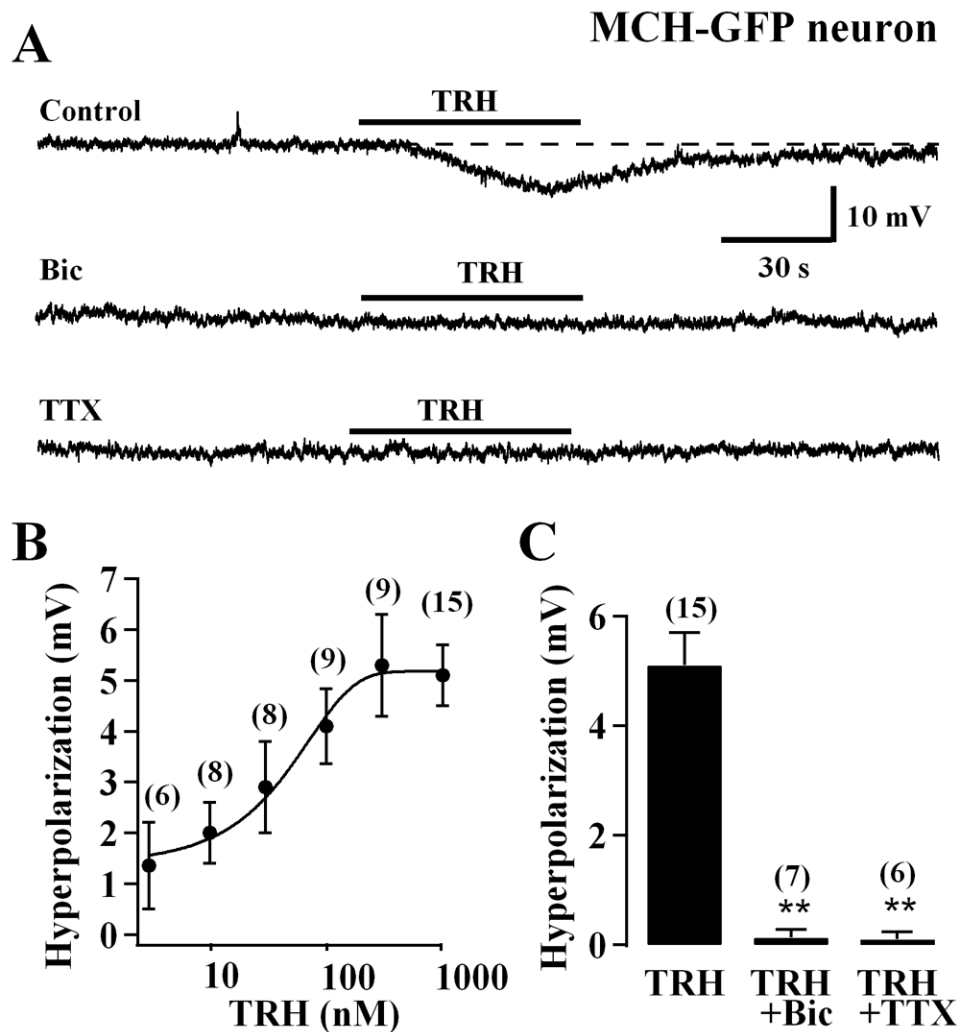 A
MCH-GFP neuron
Control
TRH
10 mV
30 s
Bic
TRH
TTX
TRH
B
Hyperpolarization (mV)
7
6
5
4
3
2
1
0
(6)
(8)
(8)
(9)
(9)
(15)
10
100
1000
TRH (nM)
C
Hyperpolarization (mV)
6
4
2
0
(15)
(7)
**
(6)
**
TRH
TRH
+Bic
TRH
+TTX